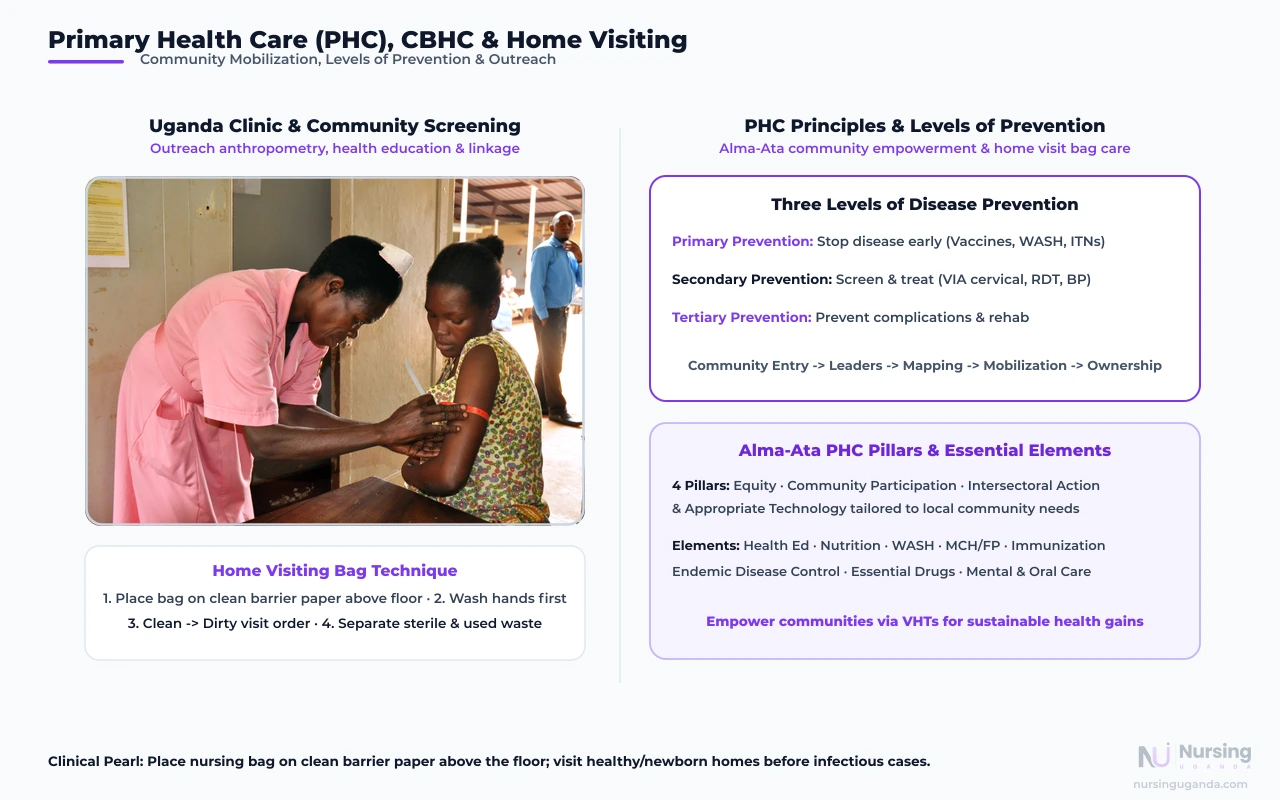 Primary Health Care (PHC), CBHC & Home Visiting
Community Mobilization, Levels of Prevention & Outreach
Uganda Clinic & Community Screening
Outreach anthropometry, health education & linkage
Home Visiting Bag Technique
1. Place bag on clean barrier paper above floor · 2. Wash hands first
3. Clean -> Dirty visit order · 4. Separate sterile & used waste
PHC Principles & Levels of Prevention
Alma-Ata community empowerment & home visit bag care
Three Levels of Disease Prevention
Primary Prevention: Stop disease early (Vaccines, WASH, ITNs)
Secondary Prevention: Screen & treat (VIA cervical, RDT, BP)
Tertiary Prevention: Prevent complications & rehab
Community Entry -> Leaders -> Mapping -> Mobilization -> Ownership
Alma-Ata PHC Pillars & Essential Elements
4 Pillars: Equity · Community Participation · Intersectoral Action
& Appropriate Technology tailored to local community needs
Elements: Health Ed · Nutrition · WASH · MCH/FP · Immunization
Endemic Disease Control · Essential Drugs · Mental & Oral Care
Empower communities via VHTs for sustainable health gains
Clinical Pearl: Place nursing bag on clean barrier paper above the floor; visit healthy/newborn homes before infectious cases.
NU Nursing
UGANDA
nursinguganda.com